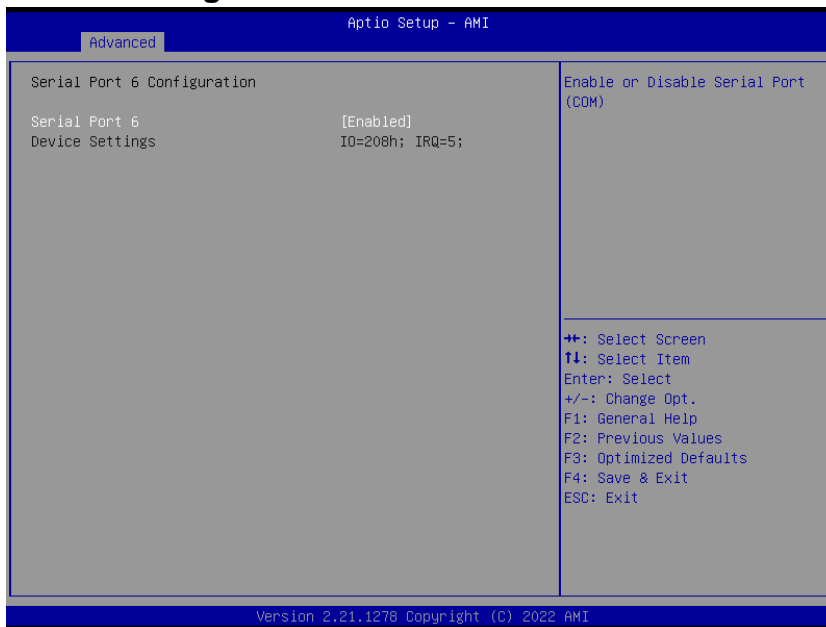 Aptio Setup – AMI
Advanced
Serial Port 6 Configuration
Serial Port 6 [Enabled]
Device Settings IO=208h; IRQ=5;
Enable or Disable Serial Port
(COM)
→←: Select Screen
↑↓: Select Item
Enter: Select
+/-: Change Opt.
F1: General Help
F2: Previous Values
F3: Optimized Defaults
F4: Save & Exit
ESC: Exit
Version 2.21.1278 Copyright (C) 2022 AMI